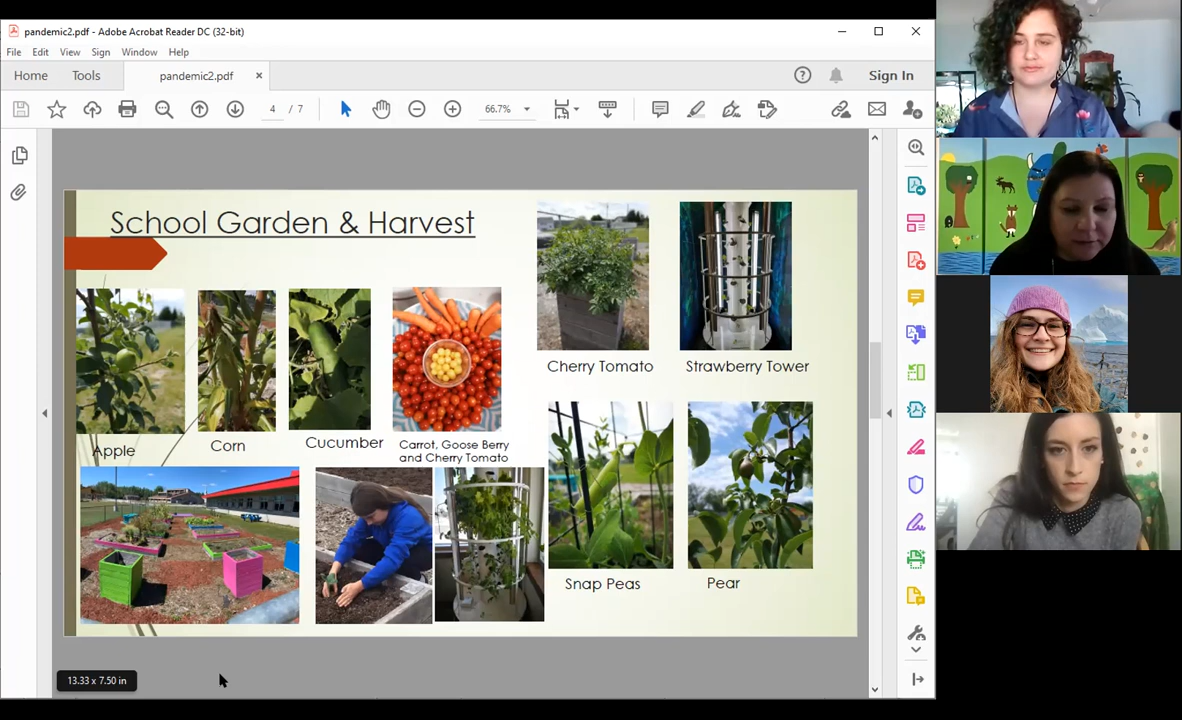 pandemic2.pdf - Adobe Acrobat Reader DC (32-bit)
File Edit View Sign Window Help
Home Tools pandemic2.pdf × Sign In
4 / 7 66.7%
School Garden & Harvest
Cherry Tomato
Strawberry Tower
Apple
Corn
Cucumber
Carrot, Goose Berry
and Cherry Tomato
Snap Peas
Pear
13.33 x 7.50 in